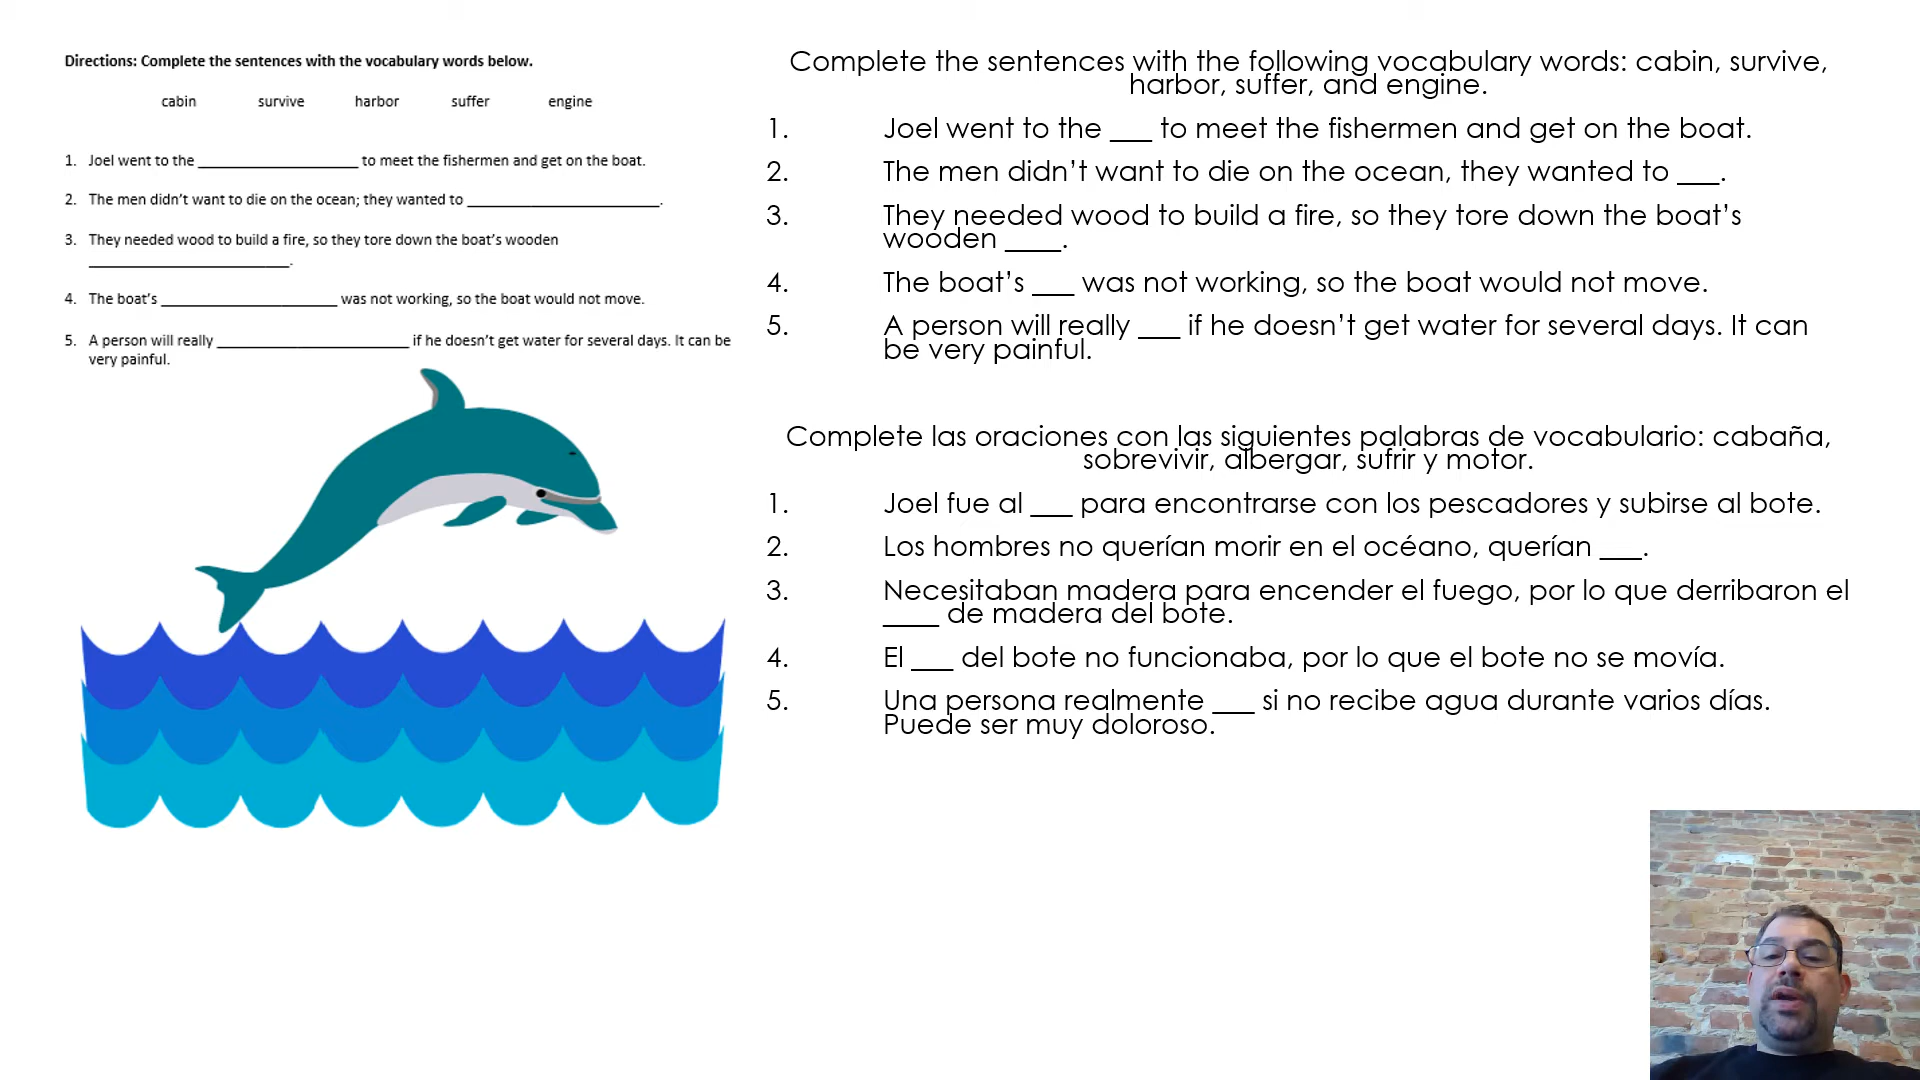 Directions: Complete the sentences with the vocabulary words below.
cabin survive harbor suffer engine
1. Joel went to the ____________________ to meet the fishermen and get on the boat.
2. The men didn't want to die on the ocean; they wanted to ________________________.
3. They needed wood to build a fire, so they tore down the boat's wooden
_________________________.
4. The boat's ______________________ was not working, so the boat would not move.
5. A person will really ________________________ if he doesn't get water for several days. It can be
very painful.
Complete the sentences with the following vocabulary words: cabin, survive,
harbor, suffer, and engine.
1. Joel went to the ___ to meet the fishermen and get on the boat.
2. The men didn’t want to die on the ocean, they wanted to ___.
3. They needed wood to build a fire, so they tore down the boat’s
wooden ____.
4. The boat’s ___ was not working, so the boat would not move.
5. A person will really ___ if he doesn’t get water for several days. It can
be very painful.
Complete las oraciones con las siguientes palabras de vocabulario: cabaña,
sobrevivir, albergar, sufrir y motor.
1. Joel fue al ___ para encontrarse con los pescadores y subirse al bote.
2. Los hombres no querían morir en el océano, querían ___.
3. Necesitaban madera para encender el fuego, por lo que derribaron el
____ de madera del bote.
4. El ___ del bote no funcionaba, por lo que el bote no se movía.
5. Una persona realmente ___ si no recibe agua durante varios días.
Puede ser muy doloroso.